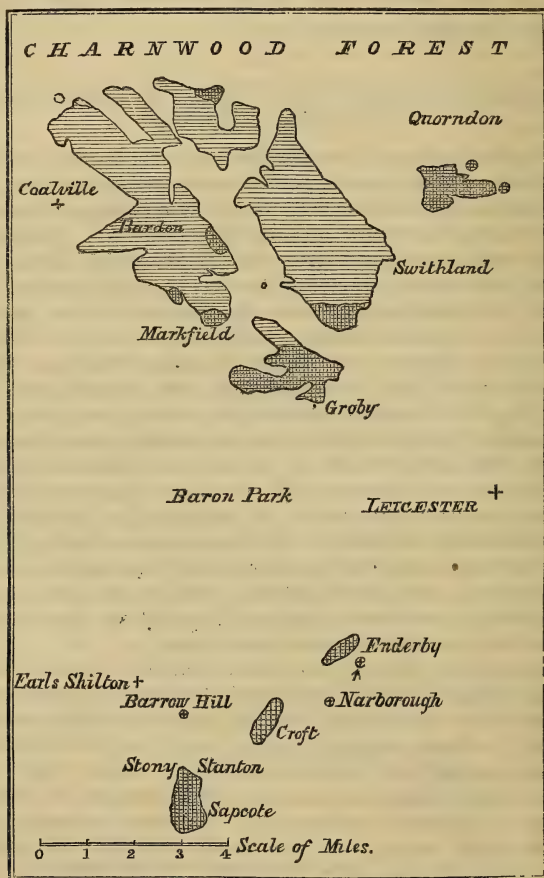 CHARNWOOD FOREST
Quorndon
Coalville
Bardon
Swithland
Markfield
Groby
Baron Park
LEICESTER
Enderby
Earls Shilton
Barrow Hill
Narborough
Croft
Stony Stanton
Sapcote
0 1 2 3 4 Scale of Miles.